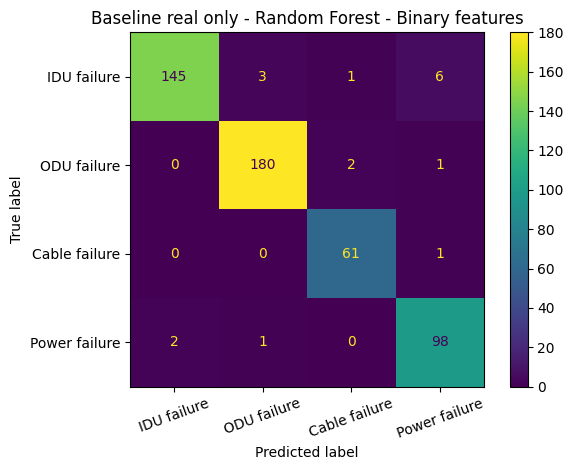 Baseline real only - Random Forest - Binary features
True label
IDU failure
145 3 1 6
ODU failure
0 180 2 1
Cable failure
0 0 61 1
Power failure
2 1 0 98
IDU failure ODU failure Cable failure Power failure
Predicted label
180
160
140
120
100
80
60
40
20
0